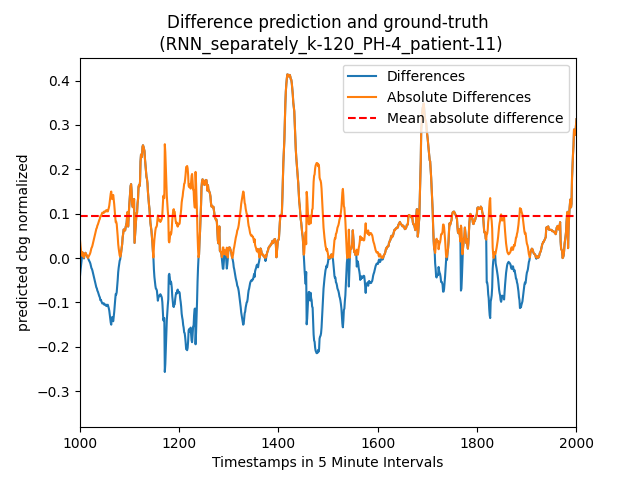 Difference prediction and ground-truth
(RNN_separately_k-120_PH-4_patient-11)
Differences
Absolute Differences
Mean absolute difference
predicted cbg normalized
0.4
0.3
0.2
0.1
0.0
−0.1
−0.2
−0.3
1000 1200 1400 1600 1800 2000
Timestamps in 5 Minute Intervals